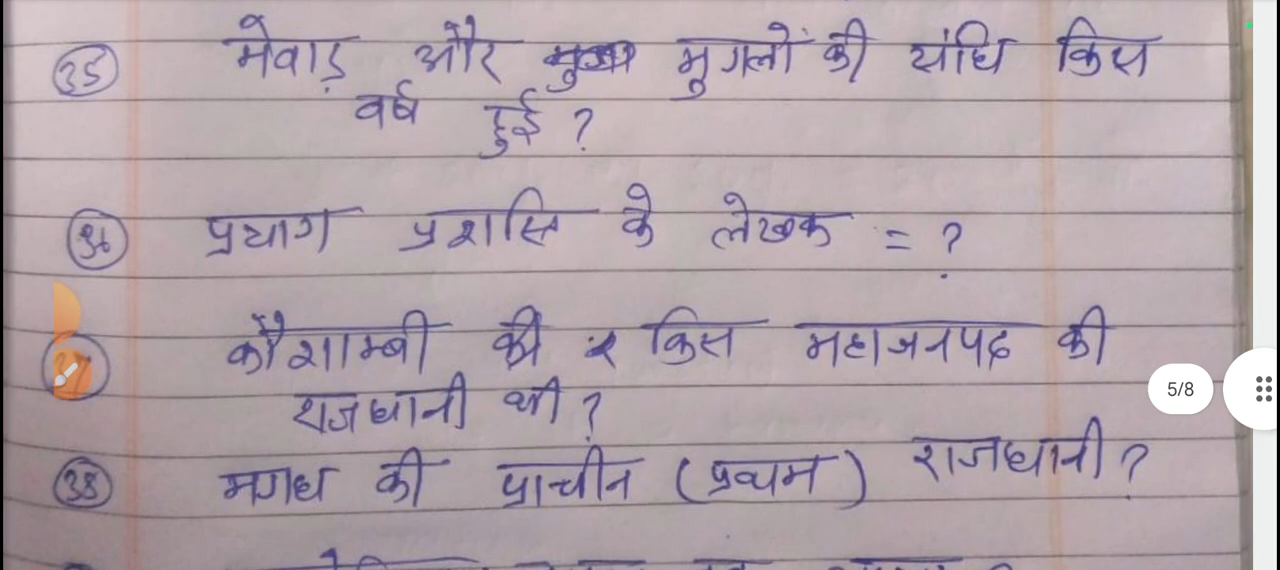 35 मेवाड़ और मुगलों की संधि किस
वर्ष हुई ?
36 प्रयाग प्रशस्ति के लेखक = ?
37 कौशाम्बी की किस महाजनपद की
राजधानी थी ?
5/8
38 मगध की प्राचीन (प्रथम) राजधानी ?